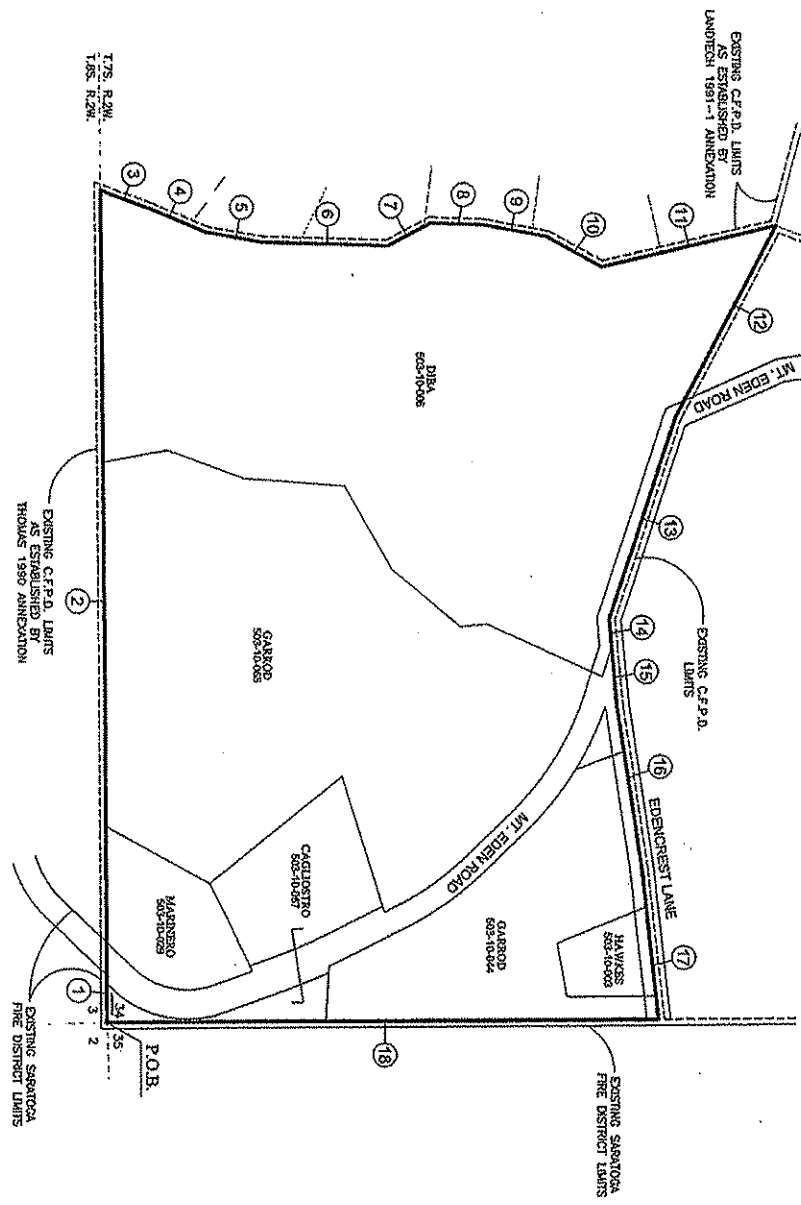 EXISTING C.F.P.D. LIMITS
AS ESTABLISHED BY
LANDTECH 1991-1 ANNEXATION
T.7S. R.2W.
T.8S. R.2W.
3
4
5
6
7
8
9
10
11
12
MT. EDEN ROAD
DIBA
503-10-006
13
EXISTING C.F.P.D.
LIMITS
EXISTING C.F.P.D. LIMITS
AS ESTABLISHED BY
THOMAS 1990 ANNEXATION
2
GARROD
14
15
16
EDENCREST LANE
MT. EDEN ROAD
CAGLIOSTRO
503-10-067
MARINERO
503-10-029
GARROD
503-10-044
HAWKES
503-10-003
17
1
34
3
35
2
P.O.B.
18
EXISTING SARATOGA
FIRE DISTRICT LIMITS
EXISTING SARATOGA
FIRE DISTRICT LIMITS